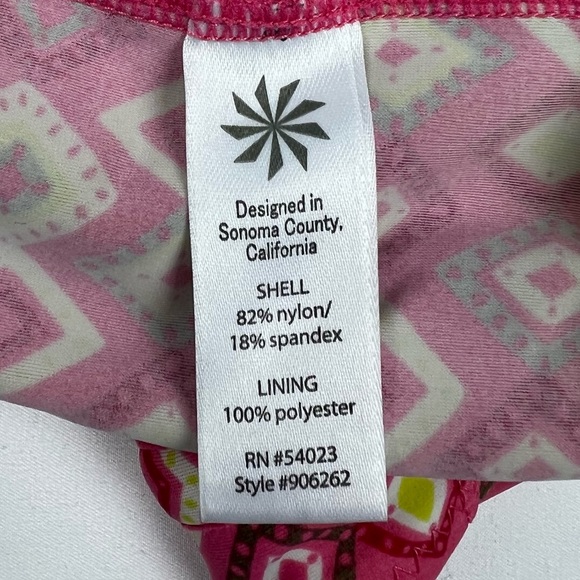 Designed in
Sonoma County,
California
SHELL
82% nylon/
18% spandex
LINING
100% polyester
RN #54023
Style #906262